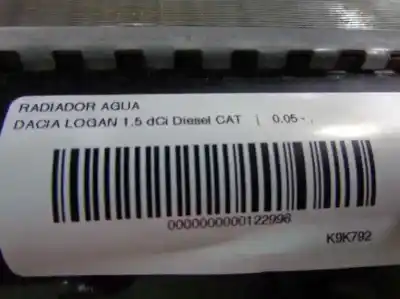 RADIADOR AGUA
DACIA LOGAN 1.5 dCi Diesel CAT | 0.05 - .
0000000000122996
K9K792